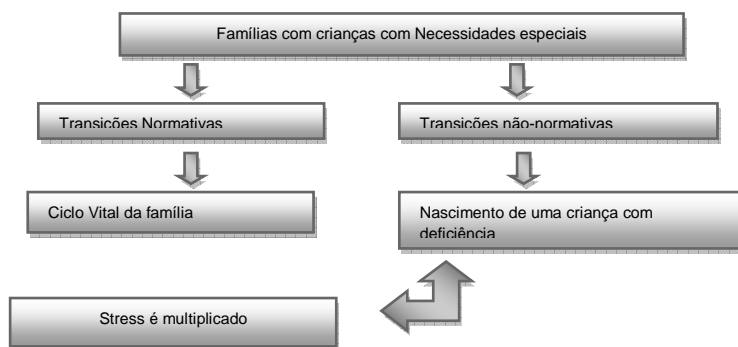 Famílias com crianças com Necessidades especiais
Transições Normativas
Transições não-normativas
Ciclo Vital da família
Nascimento de uma criança com
deficiência
Stress é multiplicado